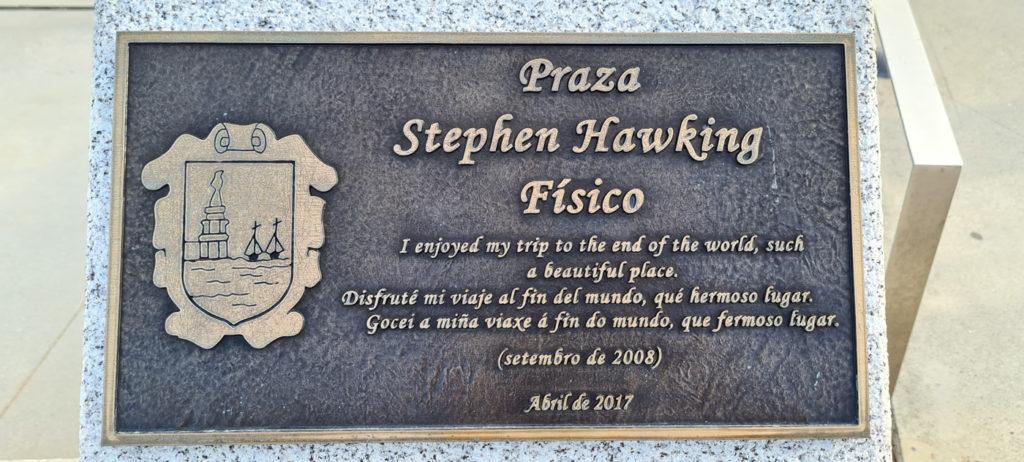 Praza
Stephen Hawking
Físico
I enjoyed my trip to the end of the world, such
a beautiful place.
Disfruté mi viaje al fin del mundo, qué hermoso lugar.
Gocei a miña viaxe á fin do mundo, que fermoso lugar.
(setembro de 2008)
Abril de 2017